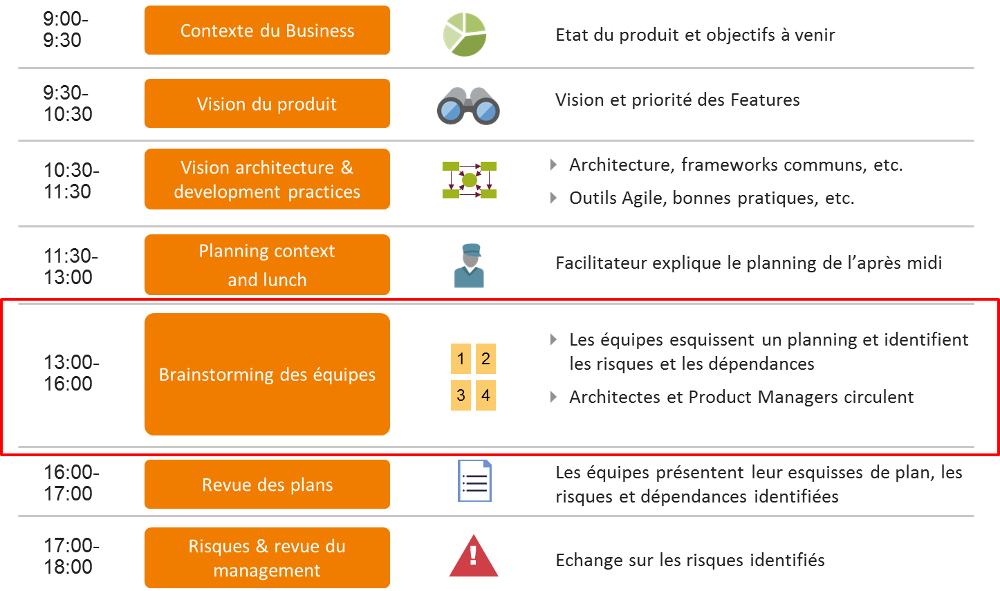 9:00-
9:30
Contexte du Business
Etat du produit et objectifs à venir
9:30-
10:30
Vision du produit
Vision et priorité des Features
10:30-
11:30
Vision architecture &
development practices
Architecture, frameworks communs, etc.
Outils Agile, bonnes pratiques, etc.
11:30-
13:00
Planning context
and lunch
Facilitateur explique le planning de l’après midi
13:00-
16:00
Brainstorming des équipes
1 2
3 4
Les équipes esquissent un planning et identifient
les risques et les dépendances
Architectes et Product Managers circulent
16:00-
17:00
Revue des plans
Les équipes présentent leur esquisses de plan, les
risques et dépendances identifiées
17:00-
18:00
Risques & revue du
management
!
Echange sur les risques identifiés